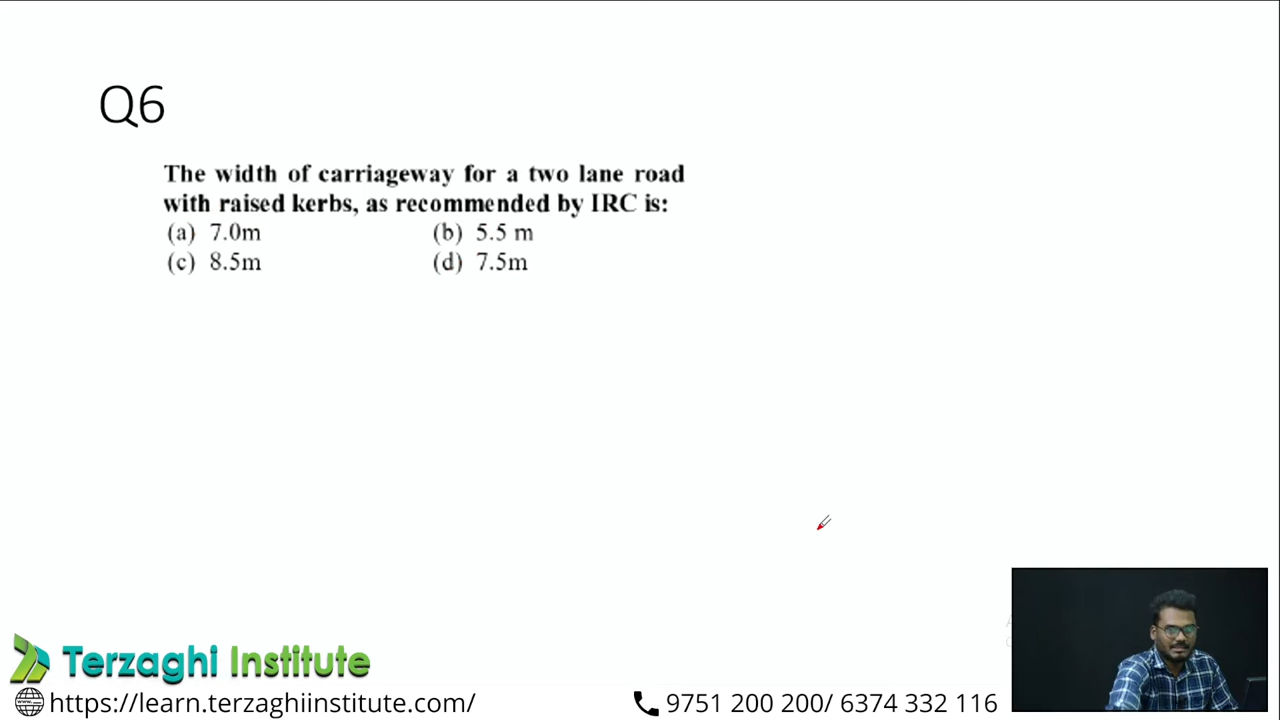 Q6
The width of carriageway for a two lane road
with raised kerbs, as recommended by IRC is:
(a) 7.0m (b) 5.5 m
(c) 8.5m (d) 7.5m
Terzaghi Institute
https://learn.terzaghiinstitute.com/ 9751 200 200/ 6374 332 116